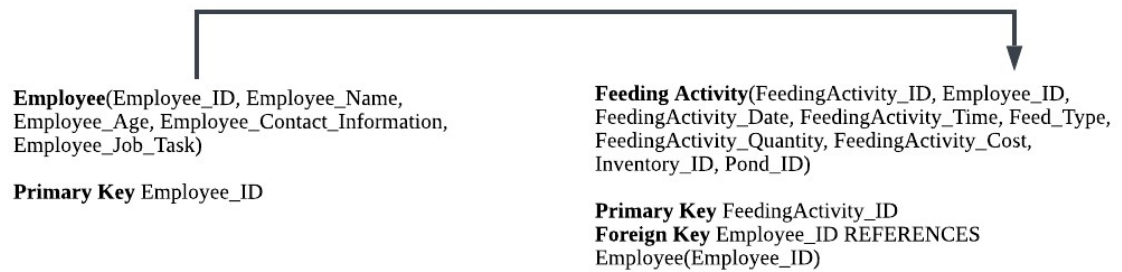 Employee(Employee_ID, Employee_Name,
Employee_Age, Employee_Contact_Information,
Employee_Job_Task)
Primary Key Employee_ID
Feeding Activity(FeedingActivity_ID, Employee_ID,
FeedingActivity_Date, FeedingActivity_Time, Feed_Type,
FeedingActivity_Quantity, FeedingActivity_Cost,
Inventory_ID, Pond_ID)
Primary Key FeedingActivity_ID
Foreign Key Employee_ID REFERENCES
Employee(Employee_ID)